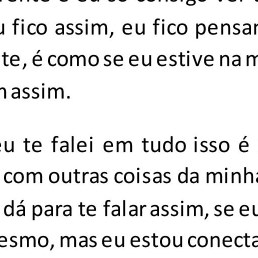 u fico assim, eu fico pensar
te, é como se eu estive na m
m assim.
eu te falei em tudo isso é
com outras coisas da minha
dá para te falar assim, se eu
esmo, mas eu estou conecta